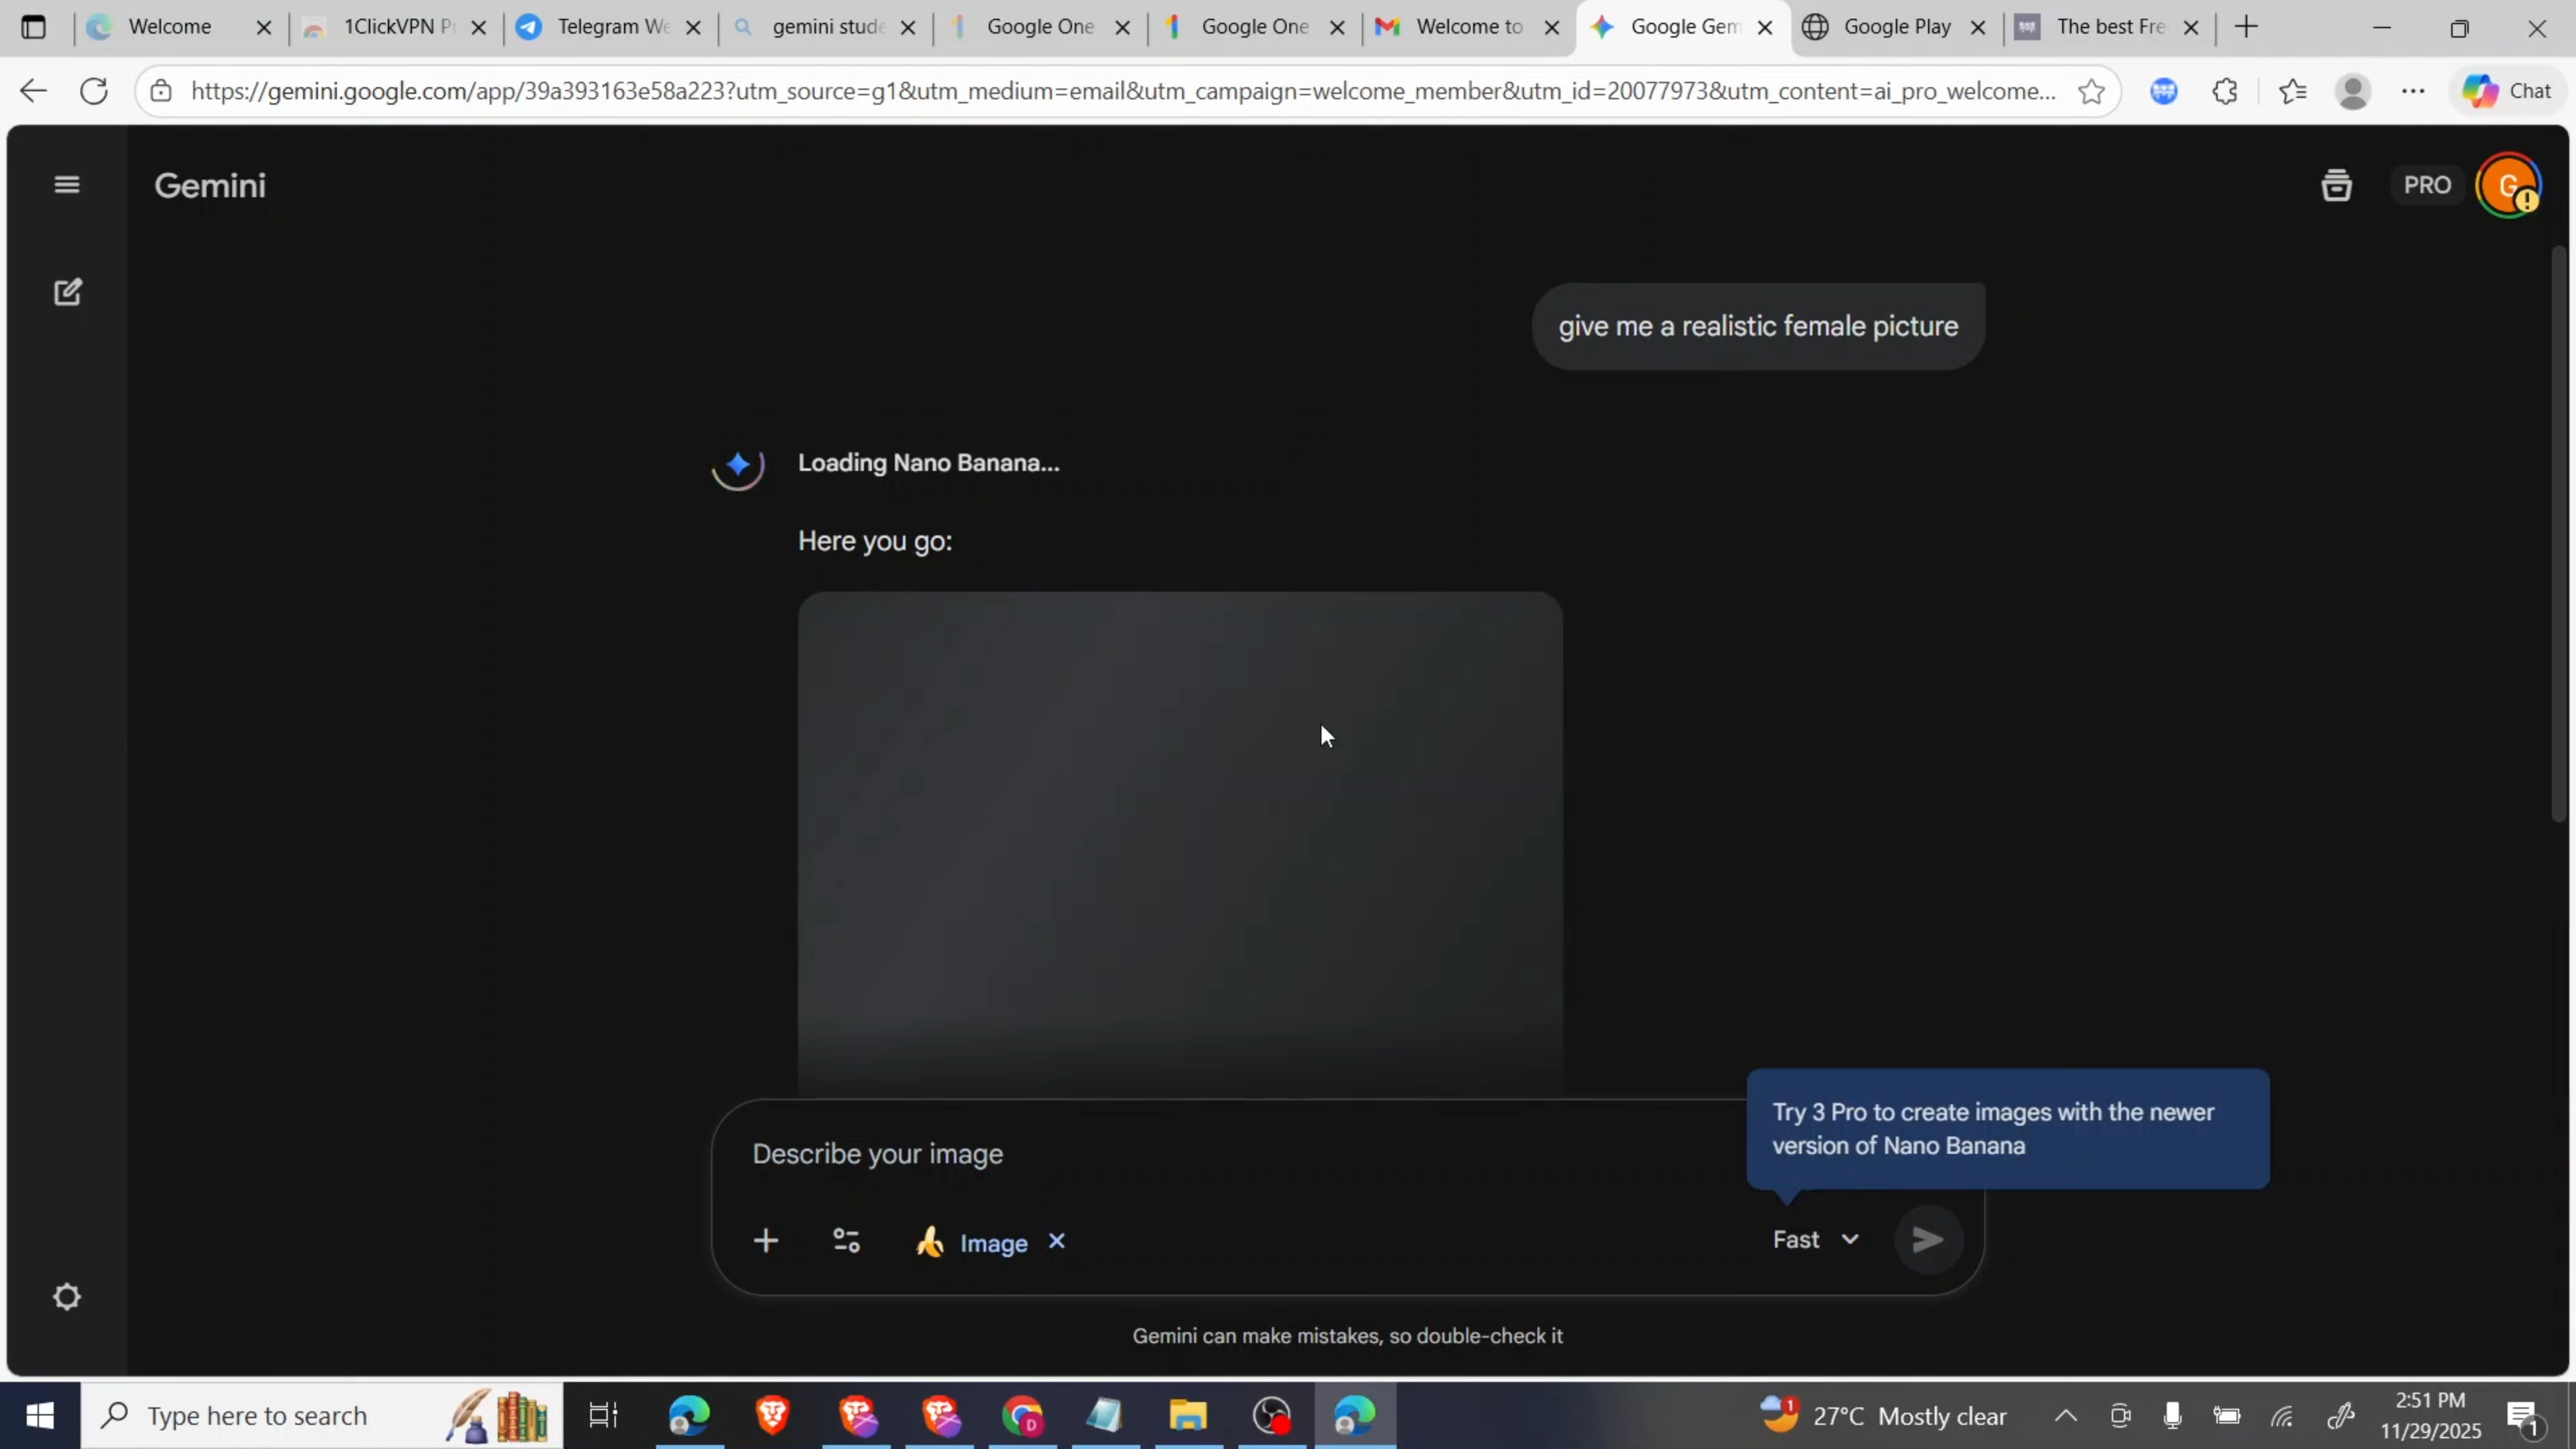 Welcome
1ClickVPN P
Telegram We
gemini stude
Google One
Google One
Welcome to
Google Gem
Google Play
The best Fre
https://gemini.google.com/app/39a393163e58a223?utm_source=g1&utm_medium=email&utm_campaign=welcome_member&utm_id=20077973&utm_content=ai_pro_welcome...
Chat
Gemini
PRO
G
give me a realistic female picture
Loading Nano Banana...
Here you go:
Try 3 Pro to create images with the newer
version of Nano Banana
Describe your image
Image
Fast
Gemini can make mistakes, so double-check it
Type here to search
D
1
27°C Mostly clear
2:51 PM
11/29/2025
1